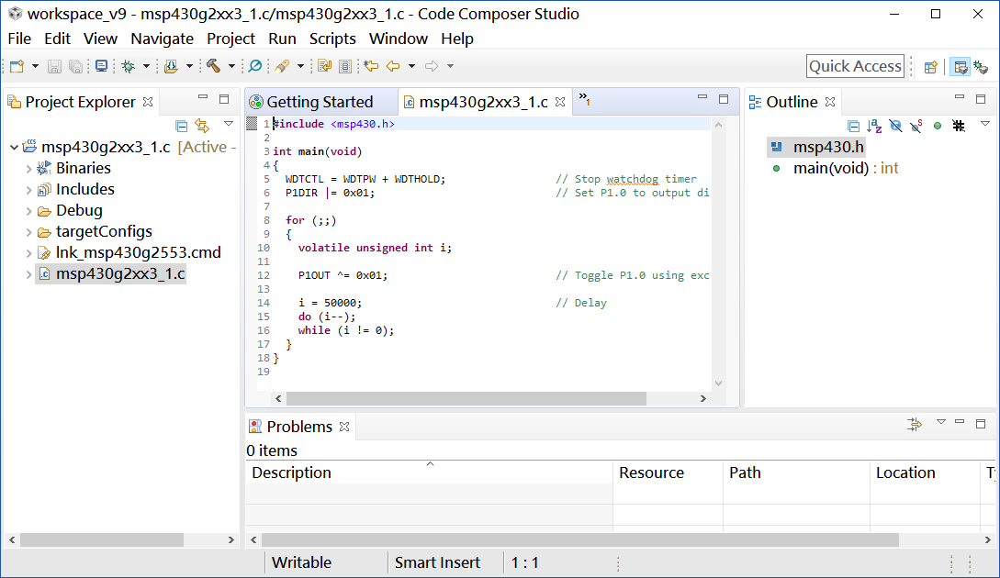 workspace_v9 - msp430g2xx3_1.c/msp430g2xx3_1.c - Code Composer Studio
File Edit View Navigate Project Run Scripts Window Help
Quick Access
Project Explorer
msp430g2xx3_1.c [Active -
Binaries
Includes
Debug
targetConfigs
lnk_msp430g2553.cmd
msp430g2xx3_1.c
Getting Started msp430g2xx3_1.c »1
1 #include <msp430.h>
2
3 int main(void)
4 {
5 WDTCTL = WDTPW + WDTHOLD; // Stop watchdog timer
6 P1DIR |= 0x01; // Set P1.0 to output di
7
8 for (;;)
9 {
10 volatile unsigned int i;
11
12 P1OUT ^= 0x01; // Toggle P1.0 using exc
13
14 i = 50000; // Delay
15 do (i--);
16 while (i != 0);
17 }
18 }
19
Outline
msp430.h
main(void) : int
Problems
0 items
Description Resource Path Location Ty
Writable Smart Insert 1 : 1